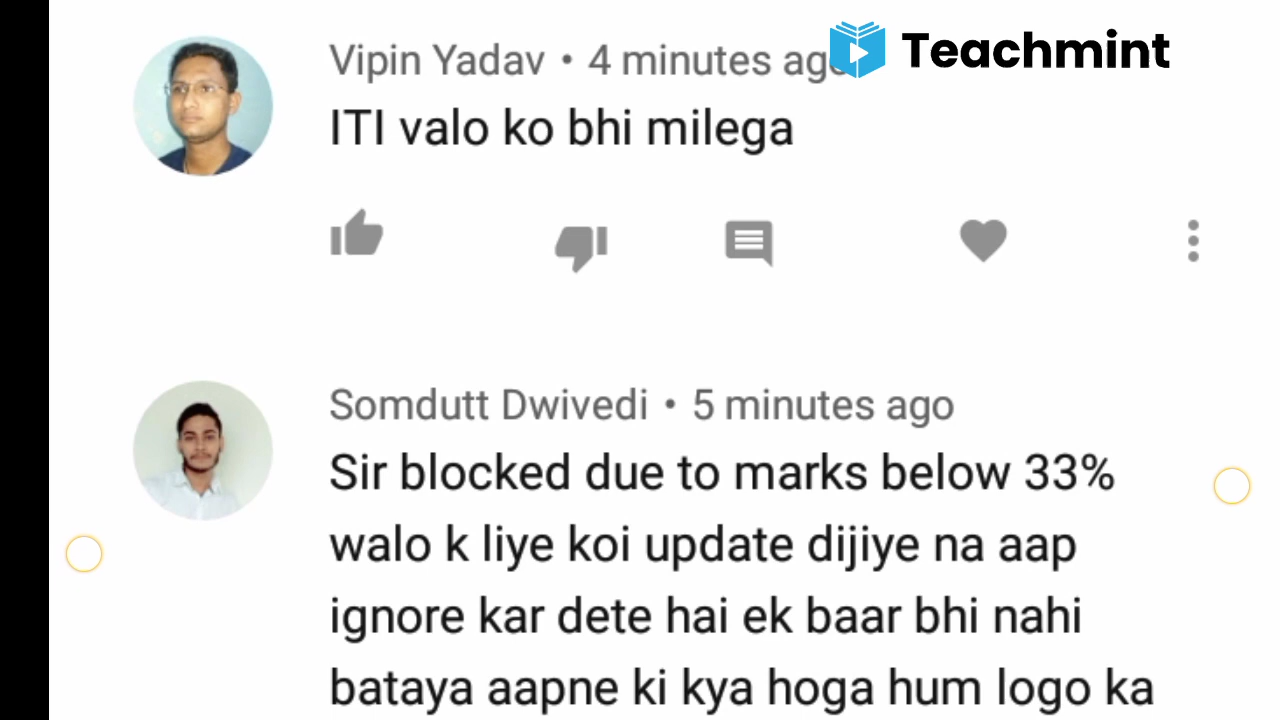 Vipin Yadav • 4 minutes ago
Teachmint
ITI valo ko bhi milega
Somdutt Dwivedi • 5 minutes ago
Sir blocked due to marks below 33%
walo k liye koi update dijiye na aap
ignore kar dete hai ek baar bhi nahi
bataya aapne ki kya hoga hum logo ka